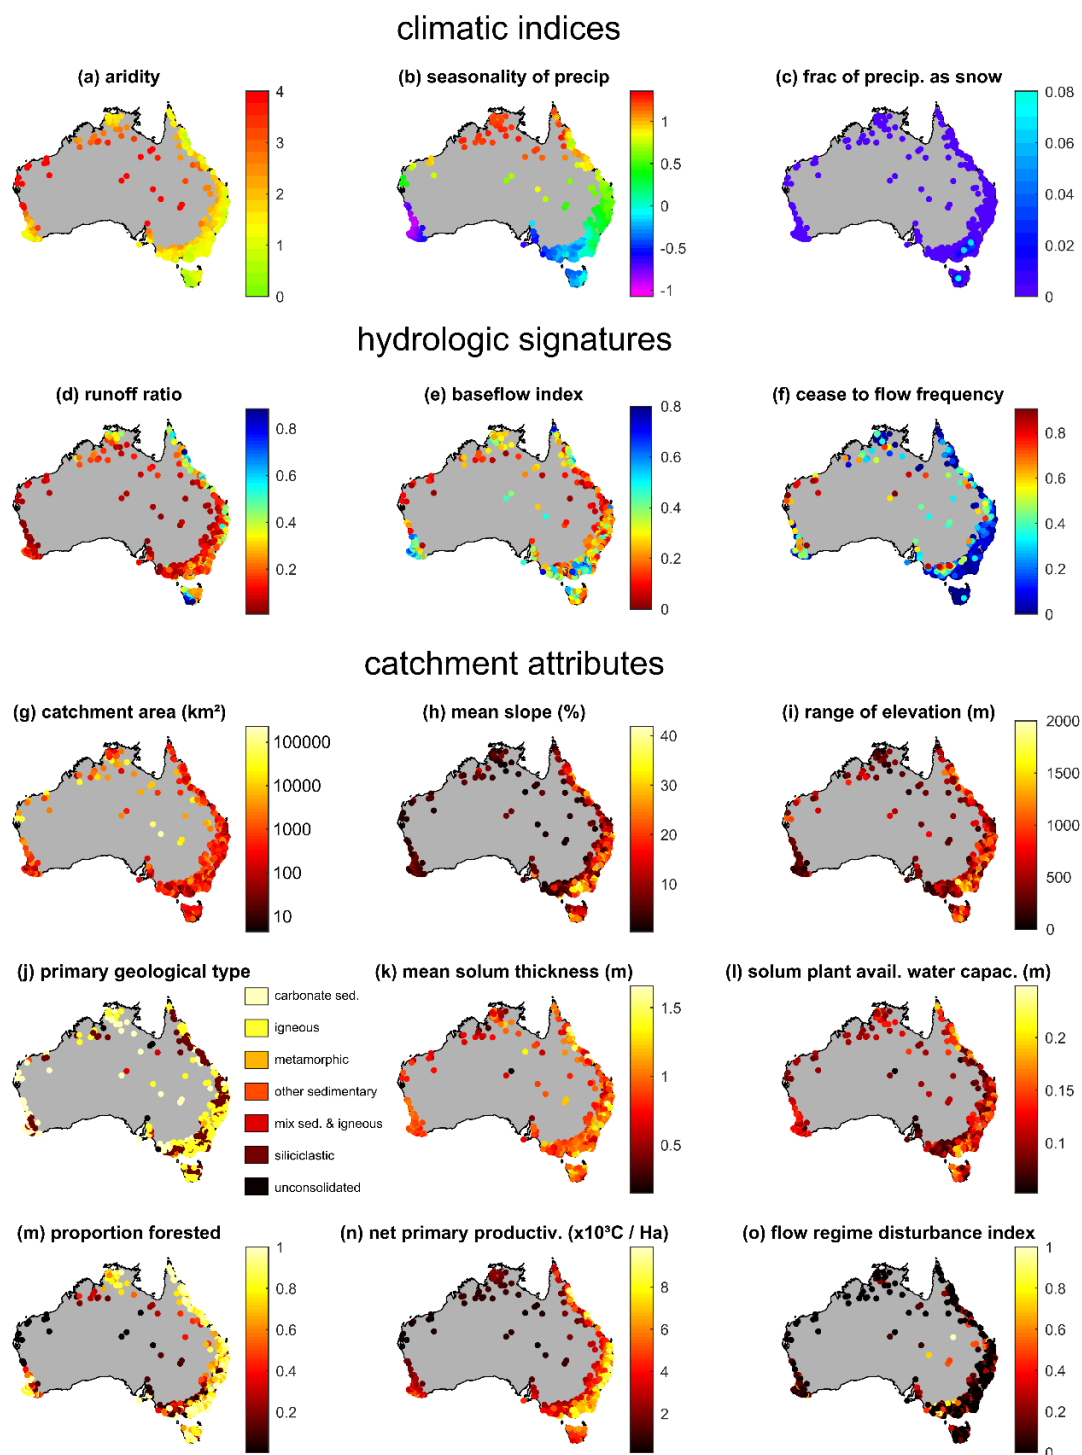 climatic indices
(a) aridity
(b) seasonality of precip
(c) frac of precip. as snow
4
3
2
1
0
1
0.5
0
-0.5
-1
0.08
0.06
0.04
0.02
0
hydrologic signatures
(d) runoff ratio
(e) baseflow index
(f) cease to flow frequency
0.8
0.6
0.4
0.2
0.8
0.6
0.4
0.2
0
0.8
0.6
0.4
0.2
0
catchment attributes
(g) catchment area (km²)
(h) mean slope (%)
(i) range of elevation (m)
100000
10000
1000
100
10
40
30
20
10
2000
1500
1000
500
0
(j) primary geological type
(k) mean solum thickness (m)
(l) solum plant avail. water capac. (m)
carbonate sed.
igneous
metamorphic
other sedimentary
mix sed. & igneous
siliciclastic
unconsolidated
1.5
1
0.5
0.2
0.15
0.1
(m) proportion forested
(n) net primary productiv. (x10³C / Ha)
(o) flow regime disturbance index
1
0.8
0.6
0.4
0.2
8
6
4
2
1
0.8
0.6
0.4
0.2
0